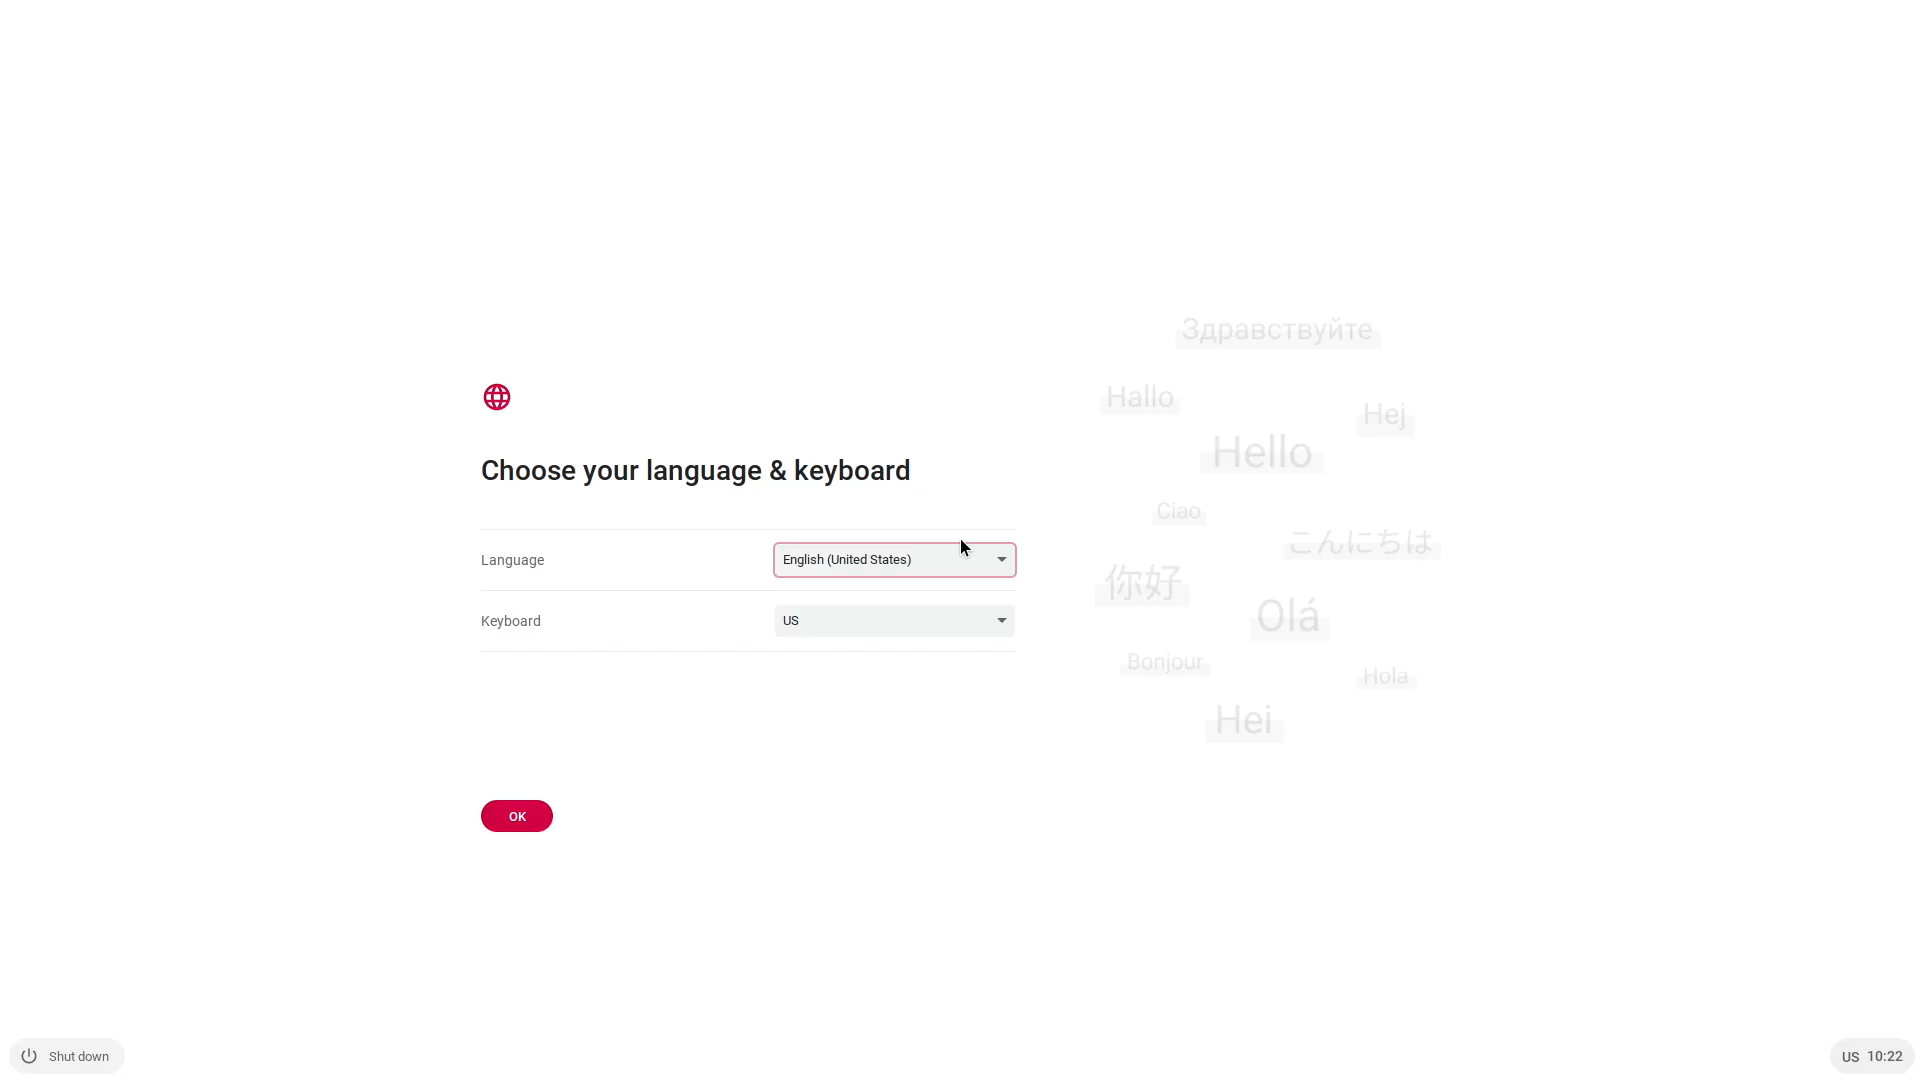 Здравствуйте
Hallo
Hej
Choose your language & keyboard
Hello
Ciao
Language
English (United States)
こんにちは
你好
Keyboard
US
Olá
Bonjour
Hola
Hei
OK
Shut down
US 10:22